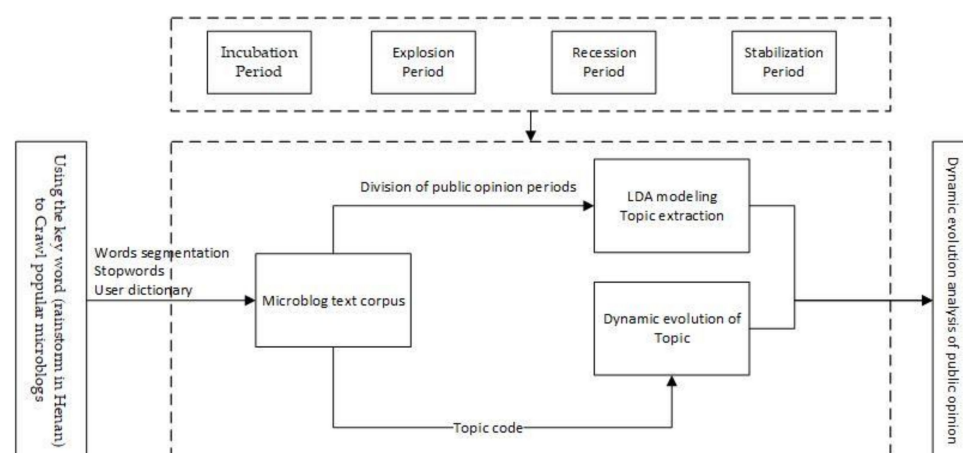 Incubation
Period
Explosion
Period
Recession
Period
Stabilization
Period
Using the key word (rainstorm in Henan)
to Crawl popular microblogs
Words segmentation
Stopwords
User dictionary
Microblog text corpus
Division of public opinion periods
LDA modeling
Topic extraction
Dynamic evolution of
Topic
Topic code
Dynamic evolution analysis of public opinion